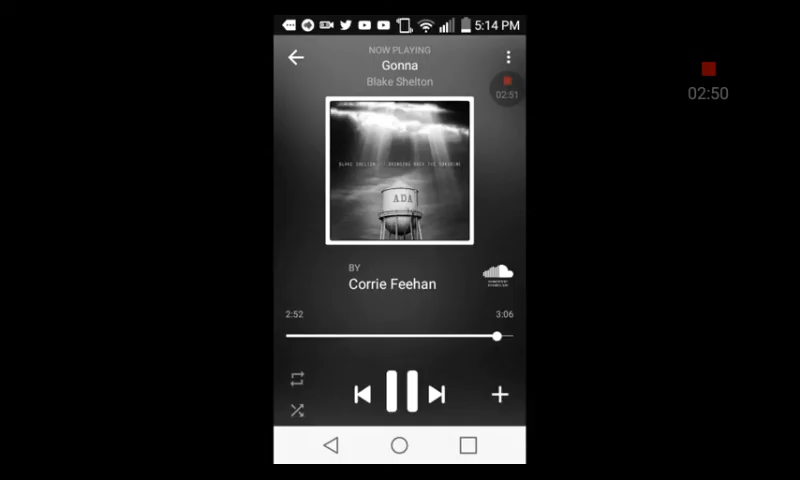 5:14 PM
NOW PLAYING
Gonna
Blake Shelton
02:51
02:50
BLAKE SHELTON BRINGING BACK THE SUNSHINE
ADA
BY
Corrie Feehan
2:52
3:06